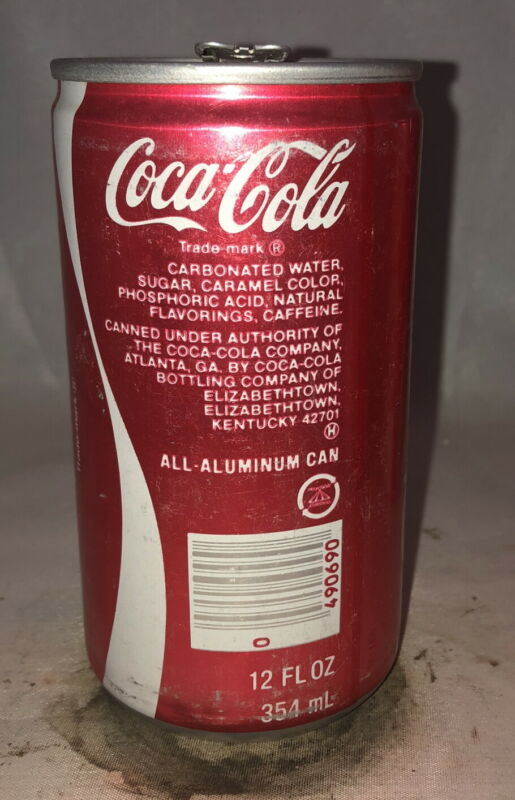 Coca-Cola
Trade-mark ®
CARBONATED WATER,
SUGAR, CARAMEL COLOR,
PHOSPHORIC ACID, NATURAL
FLAVORINGS, CAFFEINE.
CANNED UNDER AUTHORITY OF
THE COCA-COLA COMPANY,
ATLANTA, GA. BY COCA-COLA
BOTTLING COMPANY OF
ELIZABETHTOWN,
ELIZABETHTOWN,
KENTUCKY 42701
H
ALL-ALUMINUM CAN
490690
0
12 FL OZ
354 mL
Trade-mark ®